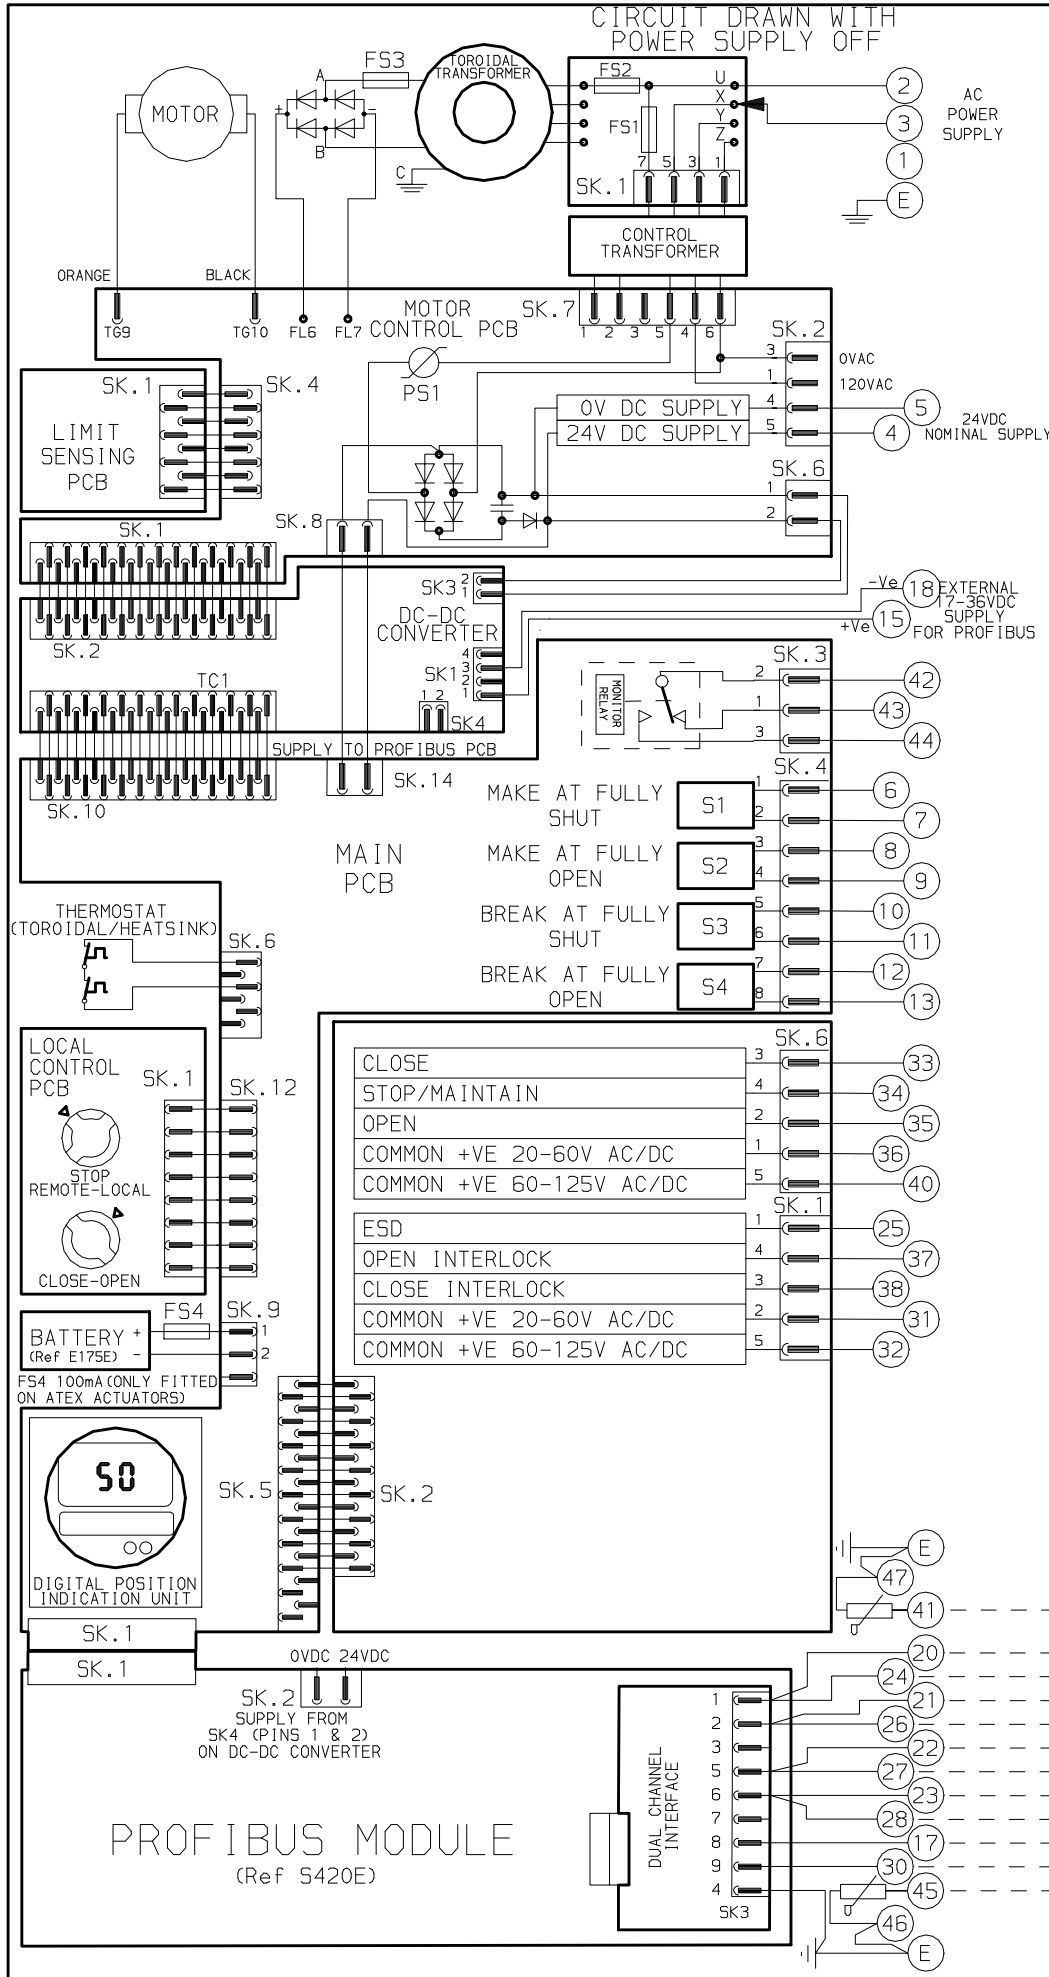 CIRCUIT DRAWN WITH
POWER SUPPLY OFF
FS3
TOROIDAL
TRANSFORMER
FS2
U
X
Y
Z
FS1
7 5 3 1
SK.1
2
3
1
E
AC
POWER
SUPPLY
MOTOR
A
+
-
B
C
CONTROL
TRANSFORMER
ORANGE
BLACK
TG9
TG10
FL6
FL7
MOTOR
CONTROL PCB
SK.7
1 2 3 5 4 6
SK.2
3
0VAC
1
120VAC
0V DC SUPPLY
4
5
24V DC SUPPLY
5
4
24VDC
NOMINAL SUPPLY
PS1
SK.1
SK.4
LIMIT
SENSING
PCB
SK.6
1
2
SK.8
SK.1
SK.2
SK3
2
1
DC-DC
CONVERTER
SK1
4
3
2
1
1 2
SK4
-Ve
18
+Ve
15
EXTERNAL
17-36VDC
SUPPLY
FOR PROFIBUS
TC1
SUPPLY TO PROFIBUS PCB
SK.10
SK.14
MONITOR
RELAY
SK.3
2
42
1
43
3
44
SK.4
MAKE AT FULLY
SHUT
S1
1
6
2
7
MAKE AT FULLY
OPEN
S2
3
8
4
9
BREAK AT FULLY
SHUT
S3
5
10
6
11
BREAK AT FULLY
OPEN
S4
7
12
8
13
MAIN
PCB
THERMOSTAT
(TOROIDAL/HEATSINK)
SK.6
LOCAL
CONTROL
PCB
SK.1
SK.12
STOP
REMOTE-LOCAL
CLOSE-OPEN
SK.6
CLOSE
3
33
STOP/MAINTAIN
4
34
OPEN
2
35
COMMON +VE 20-60V AC/DC
1
36
COMMON +VE 60-125V AC/DC
5
40
SK.1
ESD
1
25
OPEN INTERLOCK
4
37
CLOSE INTERLOCK
3
38
COMMON +VE 20-60V AC/DC
2
31
COMMON +VE 60-125V AC/DC
5
32
FS4
SK.9
BATTERY +
(Ref E175E) -
1
2
FS4 100mA(ONLY FITTED
ON ATEX ACTUATORS)
50
DIGITAL POSITION
INDICATION UNIT
SK.5
SK.2
SK.1
SK.1
E
47
41
0VDC 24VDC
SK.2
SUPPLY FROM
SK4 (PINS 1 & 2)
ON DC-DC CONVERTER
PROFIBUS MODULE
(Ref S420E)
DUAL CHANNEL
INTERFACE
1
2
3
5
6
7
8
9
4
SK3
20
24
21
26
22
27
23
28
17
30
45
46
E